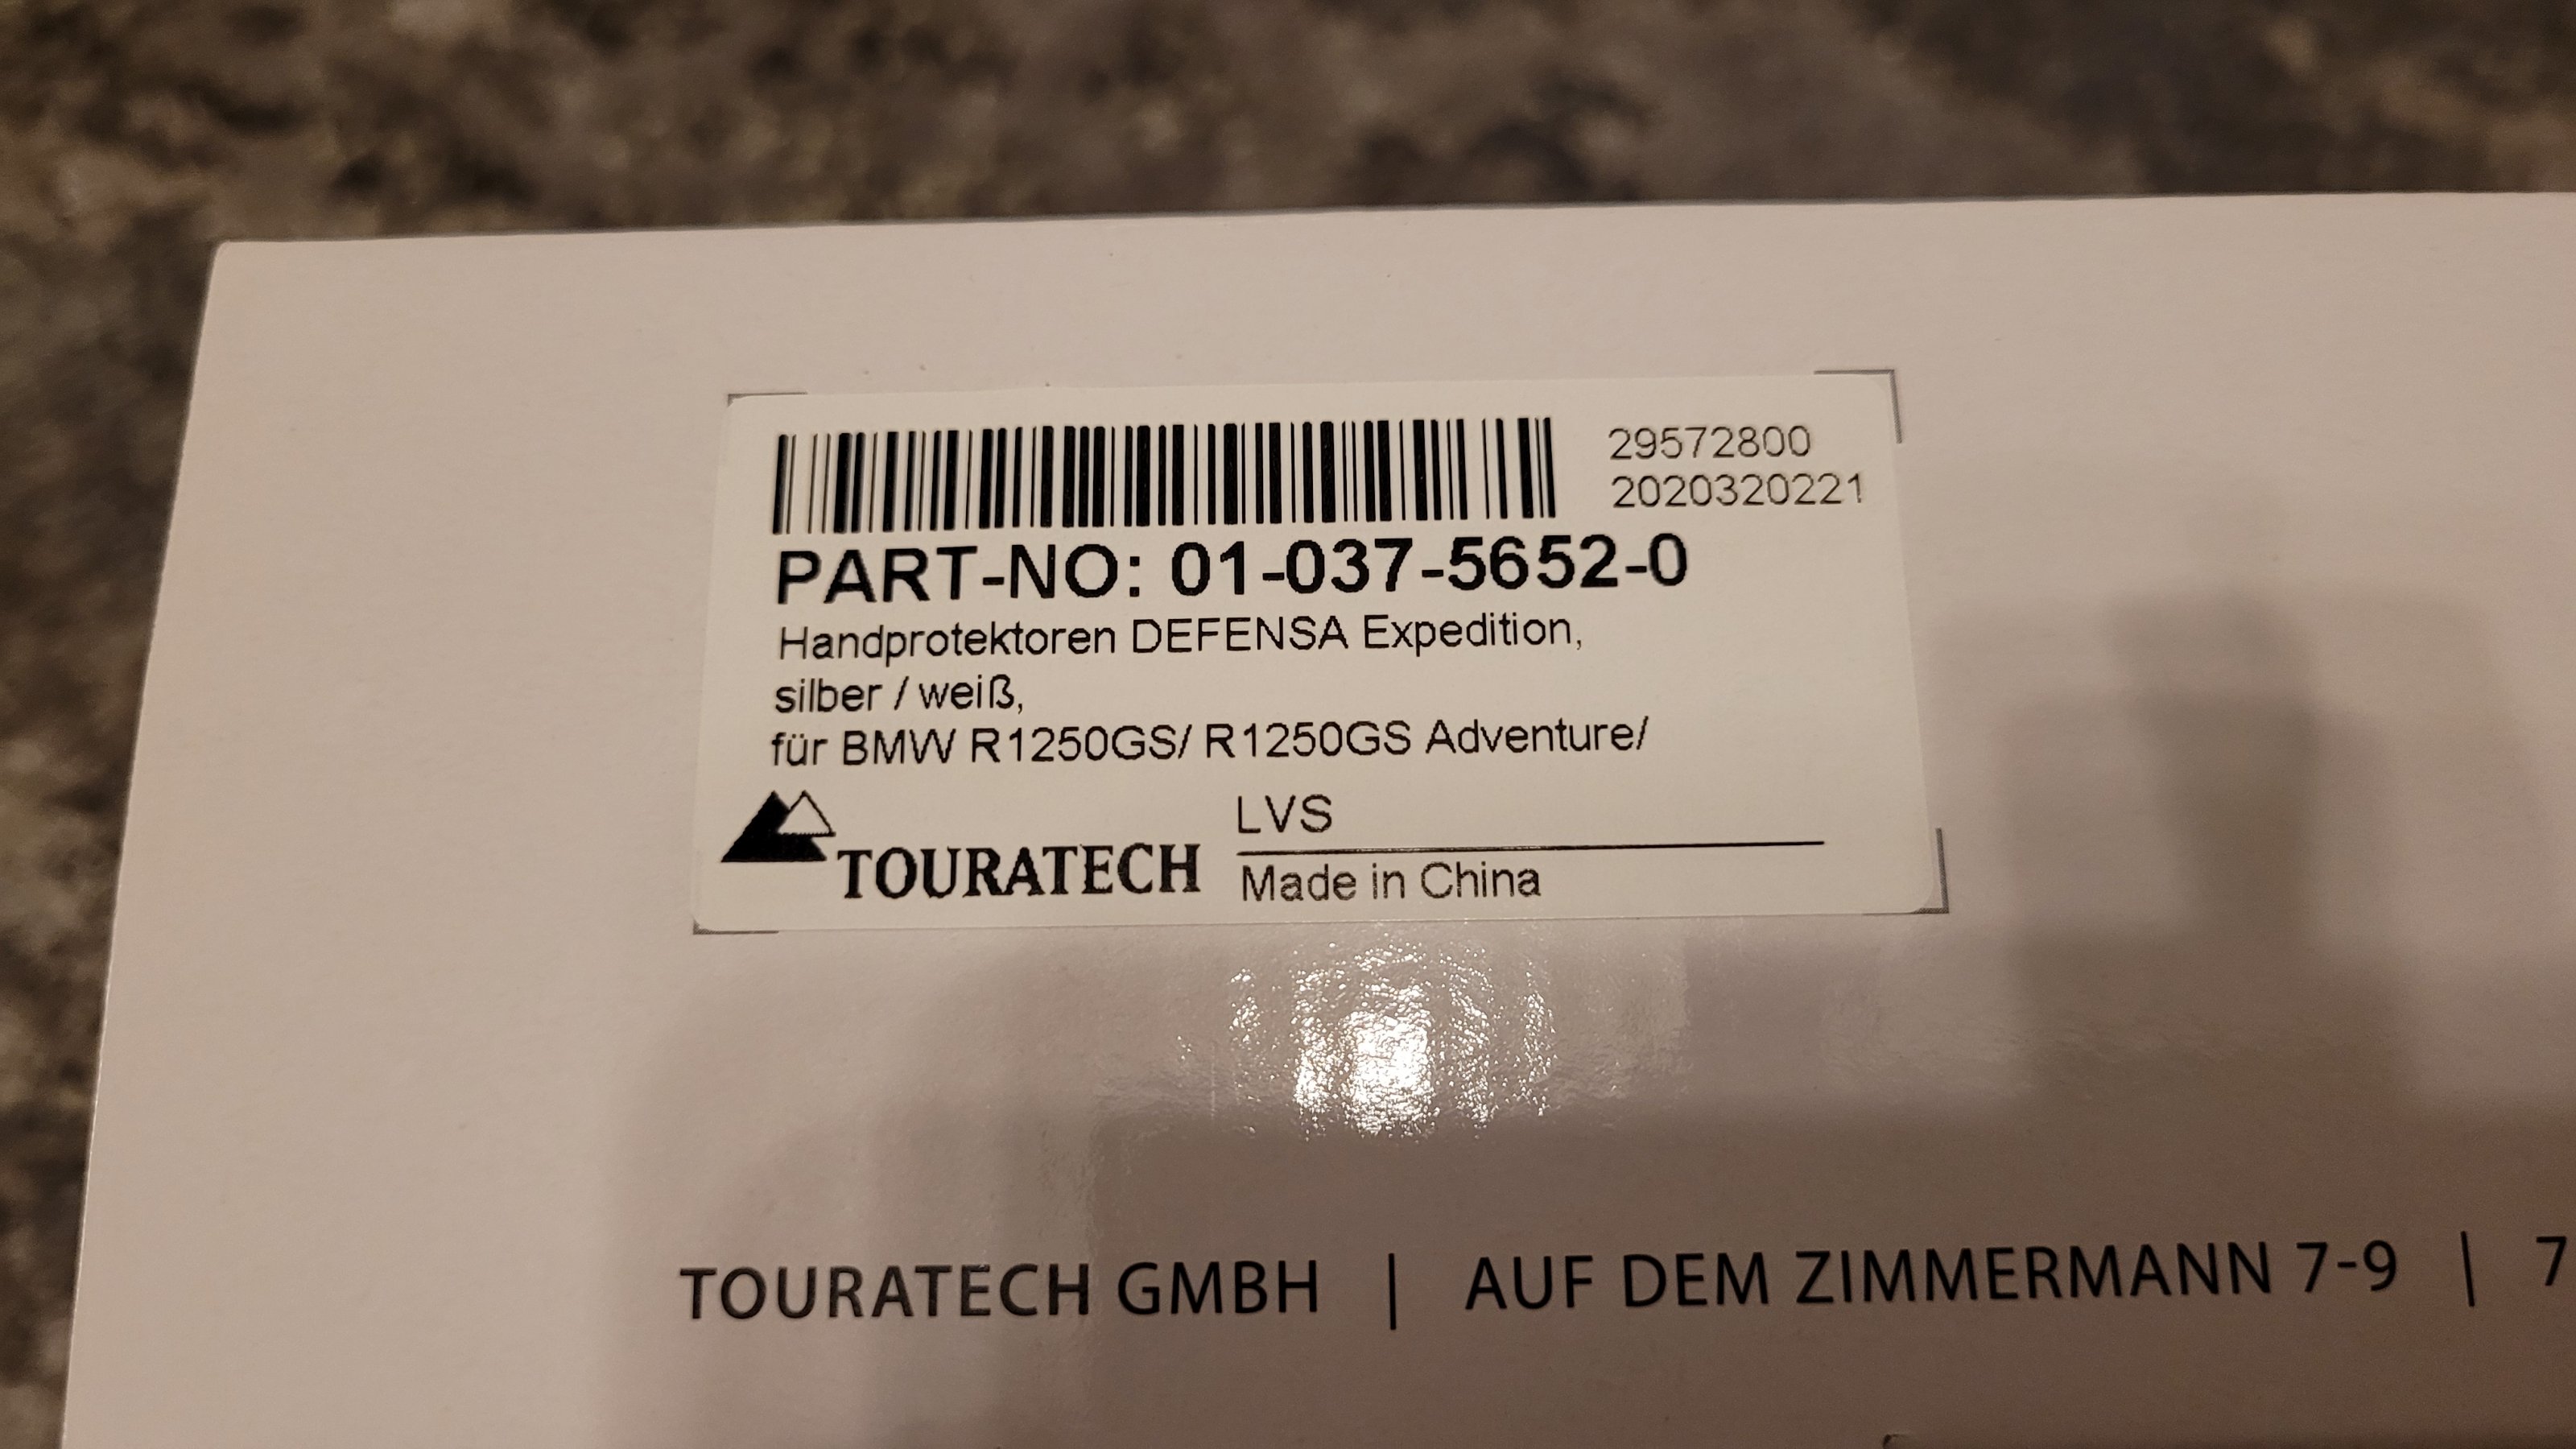 29572800
2020320221
PART-NO: 01-037-5652-0
Handprotektoren DEFENSA Expedition,
silber / weiß,
für BMW R1250GS/ R1250GS Adventure/
TOURATECH
LVS
Made in China
TOURATECH GMBH | AUF DEM ZIMMERMANN 7-9 | 7